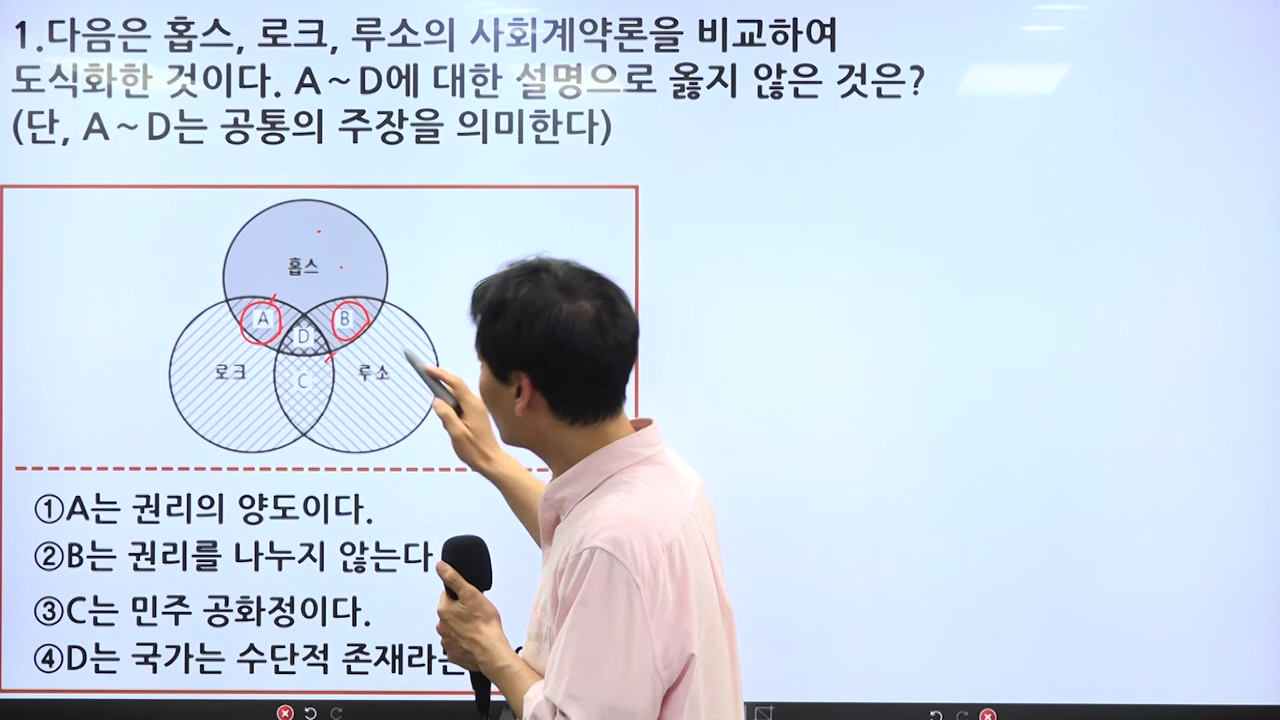 1.다음은 홉스, 로크, 루소의 사회계약론을 비교하여
도식화한 것이다. A~D에 대한 설명으로 옳지 않은 것은?
(단, A~D는 공통의 주장을 의미한다)
홉스
A
B
D
로크
C
루소
①A는 권리의 양도이다.
②B는 권리를 나누지 않는다
③C는 민주 공화정이다.
④D는 국가는 수단적 존재라는